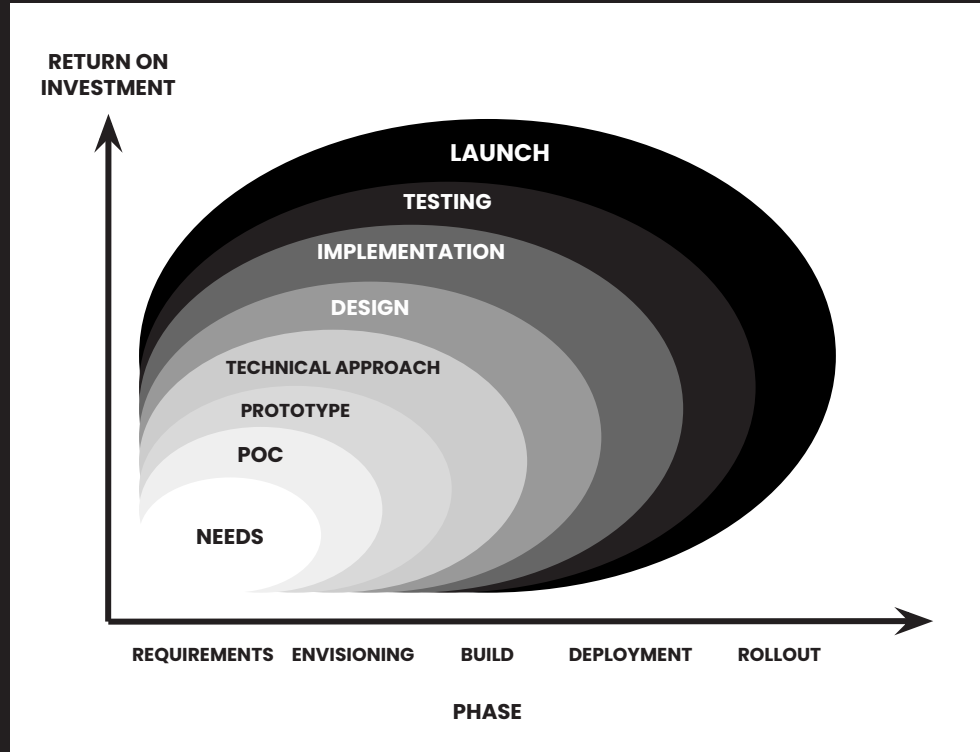 RETURN ON
INVESTMENT
LAUNCH
TESTING
IMPLEMENTATION
DESIGN
TECHNICAL APPROACH
PROTOTYPE
POC
NEEDS
REQUIREMENTS ENVISIONING BUILD DEPLOYMENT ROLLOUT
PHASE